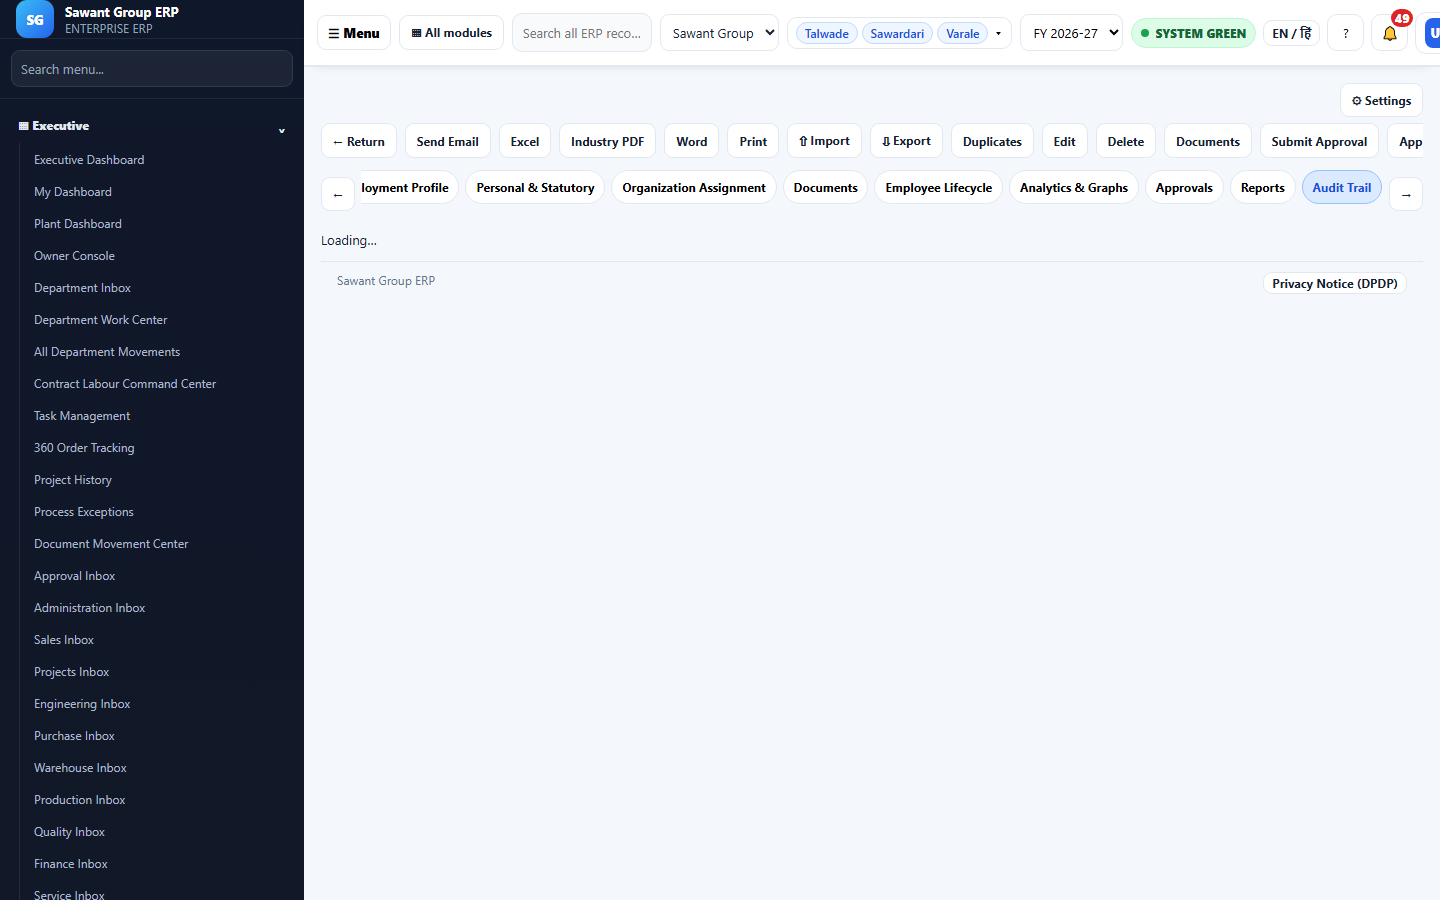 SG
Sawant Group ERP
ENTERPRISE ERP
Search menu...
Executive
Executive Dashboard
My Dashboard
Plant Dashboard
Owner Console
Department Inbox
Department Work Center
All Department Movements
Contract Labour Command Center
Task Management
360 Order Tracking
Project History
Process Exceptions
Document Movement Center
Approval Inbox
Administration Inbox
Sales Inbox
Projects Inbox
Engineering Inbox
Purchase Inbox
Warehouse Inbox
Production Inbox
Quality Inbox
Finance Inbox
Service Inbox
☰ Menu
All modules
Search all ERP reco...
Sawant Group
Talwade Sawardari Varale
FY 2026-27
SYSTEM GREEN
EN / हिं
?
49
U
⚙ Settings
← Return Send Email Excel Industry PDF Word Print ⇧ Import ⇩ Export Duplicates Edit Delete Documents Submit Approval App
← loyment Profile Personal & Statutory Organization Assignment Documents Employee Lifecycle Analytics & Graphs Approvals Reports Audit Trail →
Loading...
Sawant Group ERP
Privacy Notice (DPDP)